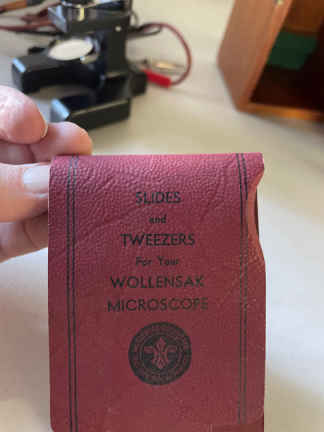 SLIDES
and
TWEEZERS
For Your
WOLLENSAK
MICROSCOPE